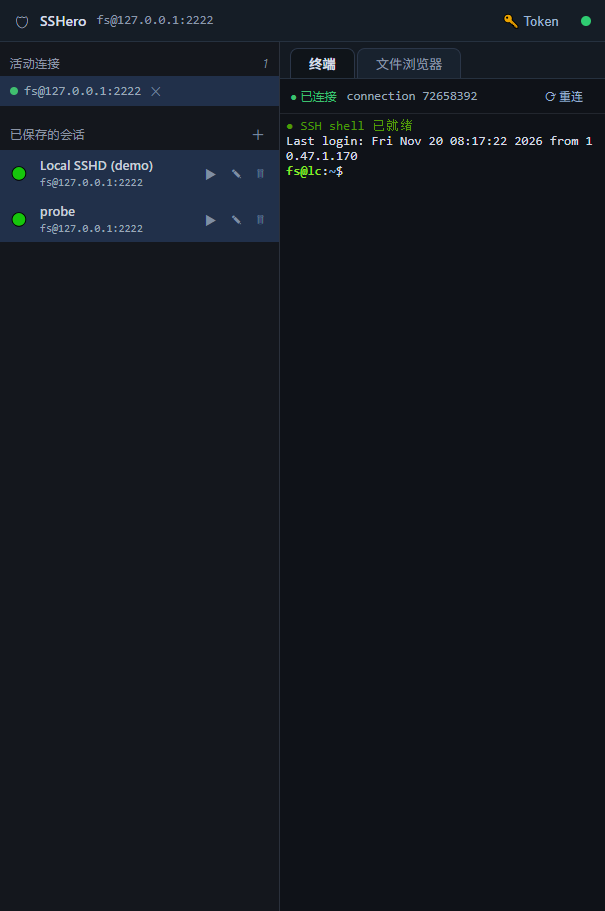 SSHero fs@127.0.0.1:2222 Token
活动连接 1
fs@127.0.0.1:2222
已保存的会话
Local SSHD (demo)
fs@127.0.0.1:2222
probe
fs@127.0.0.1:2222
终端 文件浏览器
已连接 connection 72658392 重连
SSH shell 已就绪
Last login: Fri Nov 20 08:17:22 2026 from 1
0.47.1.170
fs@lc:~$